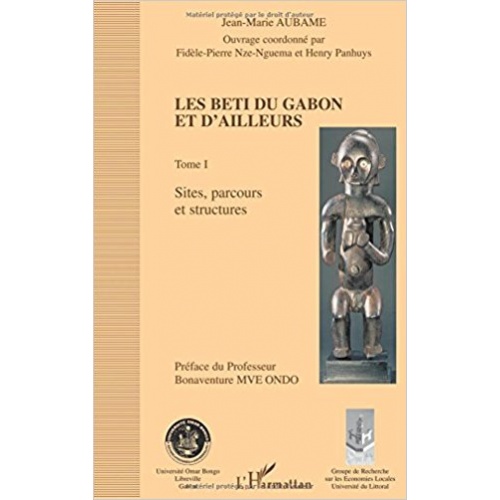 Matériel protégé par le droit d'auteur
Jean-Marie AUBAME
Ouvrage coordonné par
Fidèle-Pierre Nze-Nguema et Henry Panhuys
LES BETI DU GABON
ET D'AILLEURS
Tome I
Sites, parcours
et structures
Préface du Professeur
Bonaventure MVE ONDO
Université Omar Bongo
Libreville
Gabon
L'Harmattan
Matériel protégé par le droit d'auteur
Groupe de Recherche
sur les Economies Locales
Université du Littoral